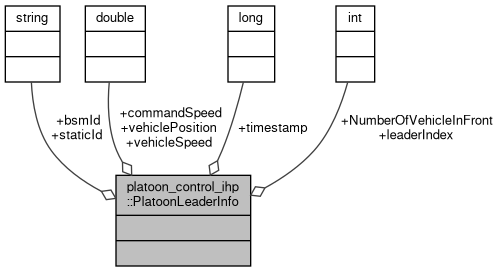 string
double
long
int
+bsmId
+staticId
+commandSpeed
+vehiclePosition
+vehicleSpeed
+timestamp
+NumberOfVehicleInFront
+leaderIndex
platoon_control_ihp
::PlatoonLeaderInfo